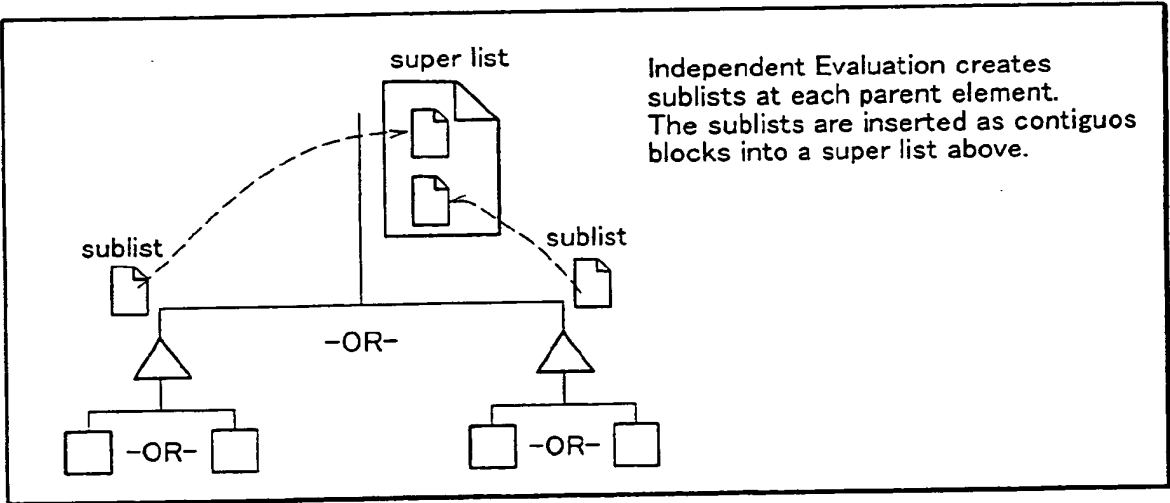 super list
Independent Evaluation creates
sublists at each parent element.
The sublists are inserted as contiguos
blocks into a super list above.
sublist
sublist
-OR-
-OR-
-OR-